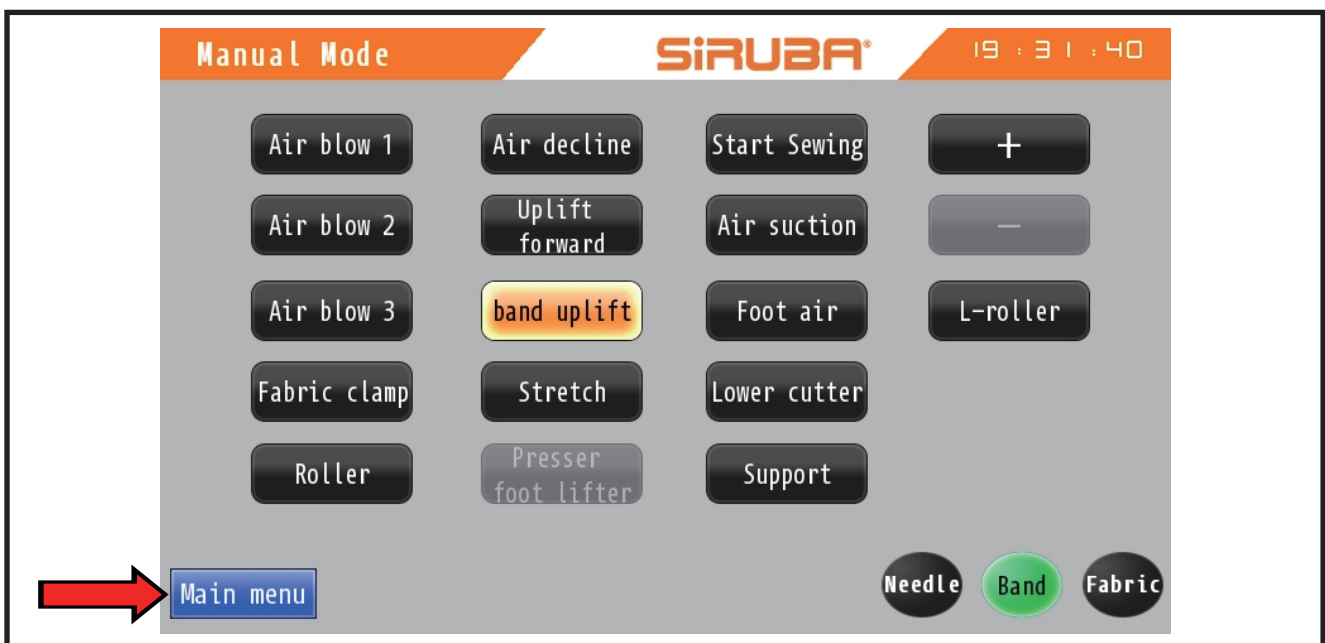 Manual Mode
SiRUBA®
19:31:40
Air blow 1
Air decline
Start Sewing
+
Air blow 2
Uplift
forward
Air suction
-
Air blow 3
band uplift
Foot air
L-roller
Fabric clamp
Stretch
Lower cutter
Roller
Presser
foot lifter
Support
Main menu
Needle
Band
Fabric